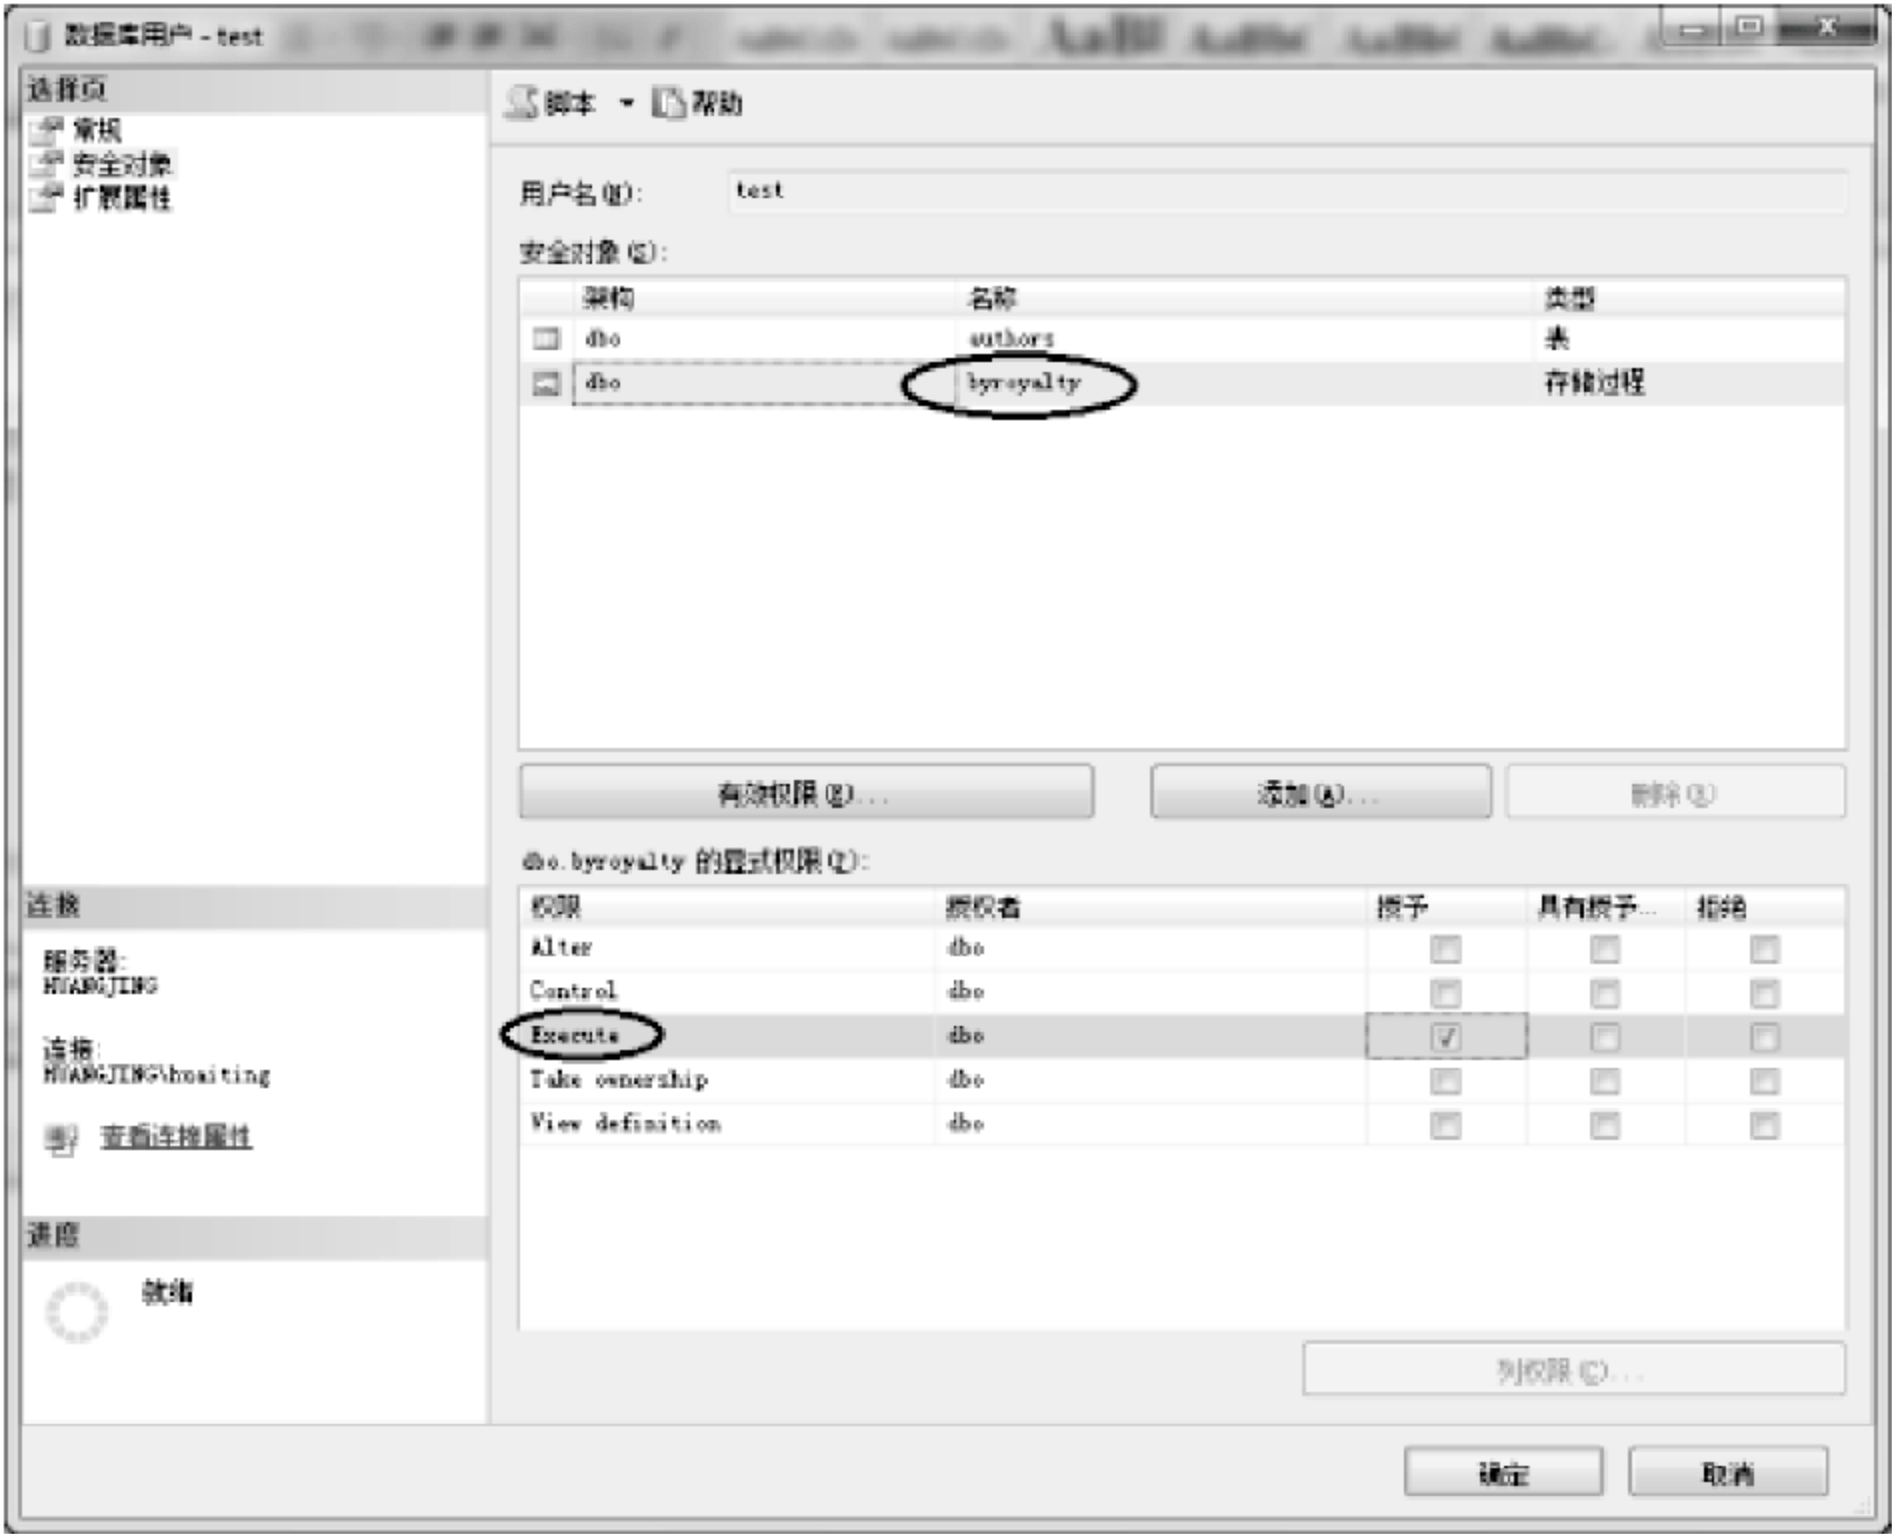 数据库用户 - test
选择页
常规
安全对象
扩展属性
脚本 帮助
用户名(N): test
安全对象(S):
架构 名称 类型
dbo authors 表
dbo byroyalty 存储过程
有效权限(E)... 添加(A)... 删除(R)
dbo.byroyalty 的显式权限(P):
权限 授权者 授予 具有授予... 拒绝
Alter dbo
Control dbo
Execute dbo
Take ownership dbo
View definition dbo
列权限(C)...
连接
服务器:
HUANGJING
连接:
HUANGJING\huaiting
查看连接属性
进度
就绪
确定 取消